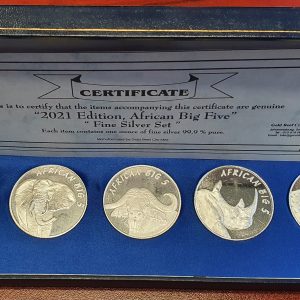 CERTIFICATE
is to certify that the items accompanying this certificate are genuine
"2021 Edition, African Big Five"
"Fine Silver Set"
Each item contains one ounce of fine silver 99.9 % pure.
AFRICAN BIG 5
AFRICAN BIG 5
AFRICAN BIG 5